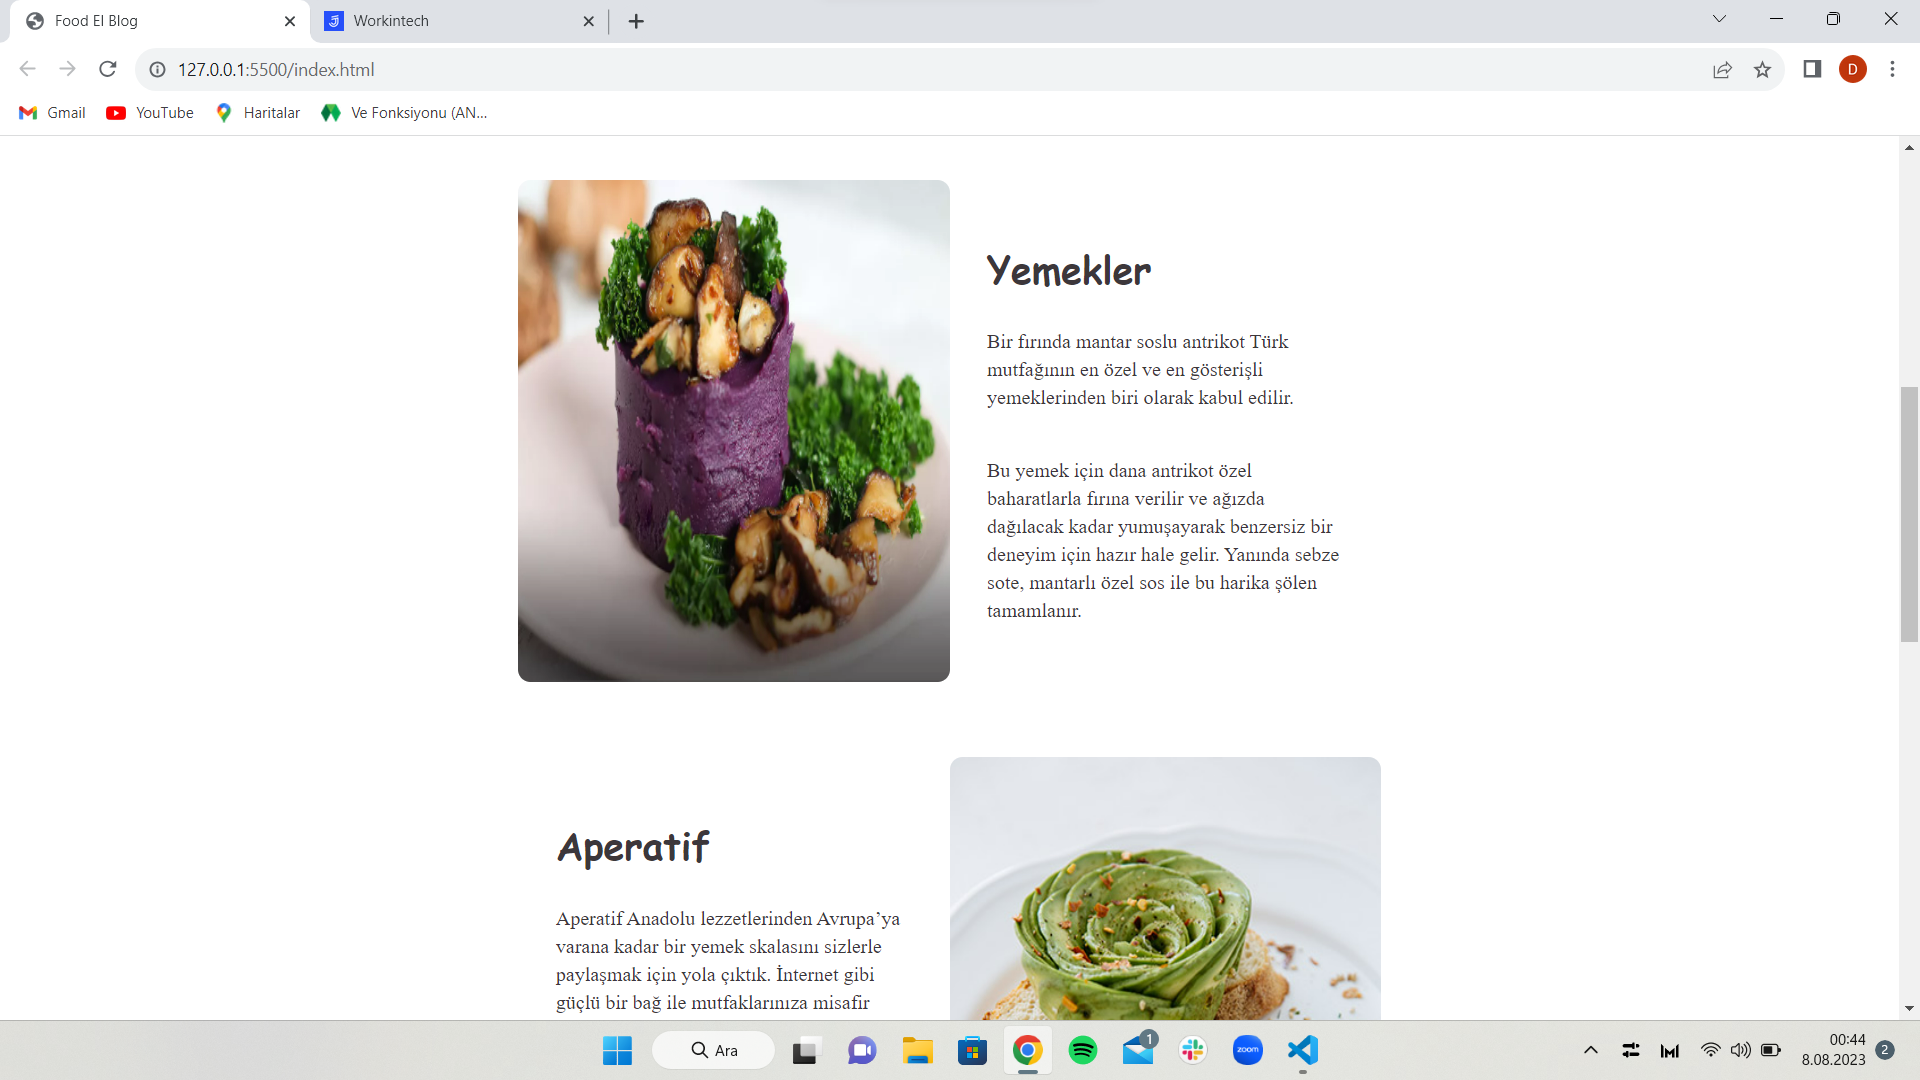 Food El Blog
Workintech
127.0.0.1:5500/index.html
D
Gmail
YouTube
Haritalar
Ve Fonksiyonu (AN...
Yemekler
Bir fırında mantar soslu antrikot Türk
mutfağının en özel ve en gösterişli
yemeklerinden biri olarak kabul edilir.
Bu yemek için dana antrikot özel
baharatlarla fırına verilir ve ağızda
dağılacak kadar yumuşayarak benzersiz bir
deneyim için hazır hale gelir. Yanında sebze
sote, mantarlı özel sos ile bu harika şölen
tamamlanır.
Aperatif
Aperatif Anadolu lezzetlerinden Avrupa’ya
varana kadar bir yemek skalasını sizlerle
paylaşmak için yola çıktık. İnternet gibi
güçlü bir bağ ile mutfaklarınıza misafir
Ara
1
zoom
00:44
8.08.2023
2